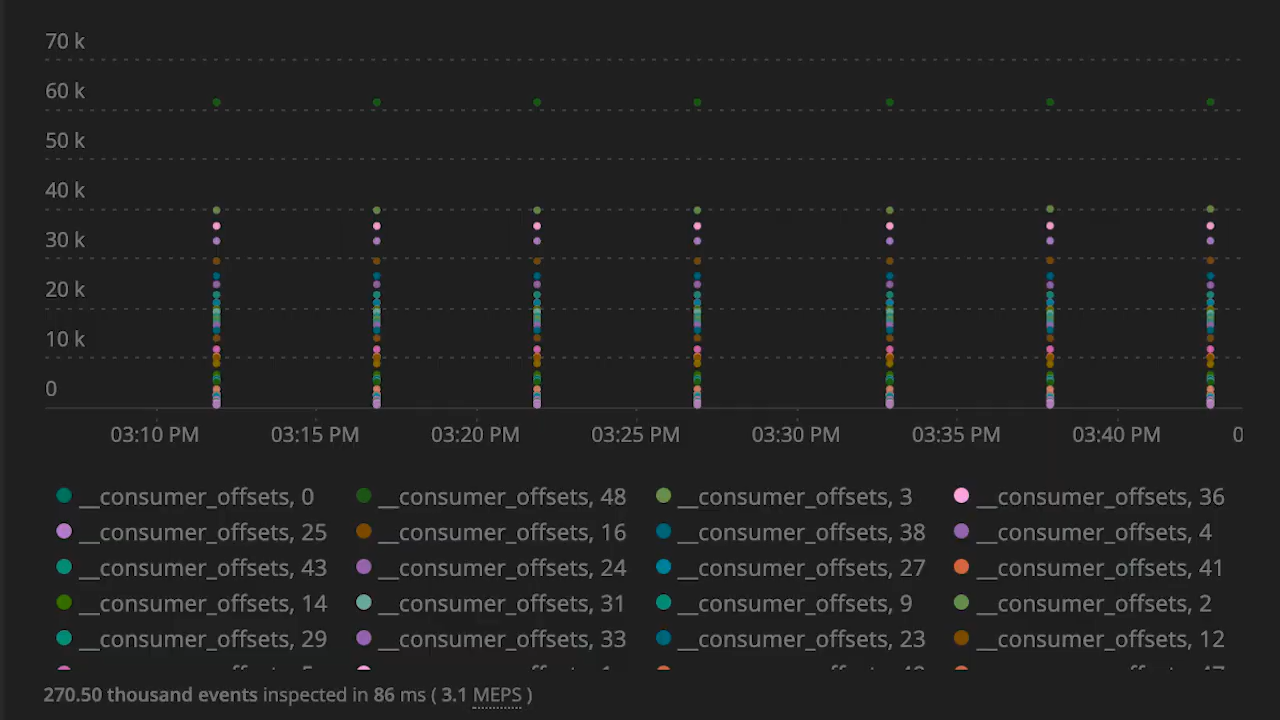 70 k
60 k
50 k
40 k
30 k
20 k
10 k
0
03:10 PM 03:15 PM 03:20 PM 03:25 PM 03:30 PM 03:35 PM 03:40 PM 0
__consumer_offsets, 0 __consumer_offsets, 48 __consumer_offsets, 3 __consumer_offsets, 36
__consumer_offsets, 25 __consumer_offsets, 16 __consumer_offsets, 38 __consumer_offsets, 4
__consumer_offsets, 43 __consumer_offsets, 24 __consumer_offsets, 27 __consumer_offsets, 41
__consumer_offsets, 14 __consumer_offsets, 31 __consumer_offsets, 9 __consumer_offsets, 2
__consumer_offsets, 29 __consumer_offsets, 33 __consumer_offsets, 23 __consumer_offsets, 12
270.50 thousand events inspected in 86 ms ( 3.1 MEPS )